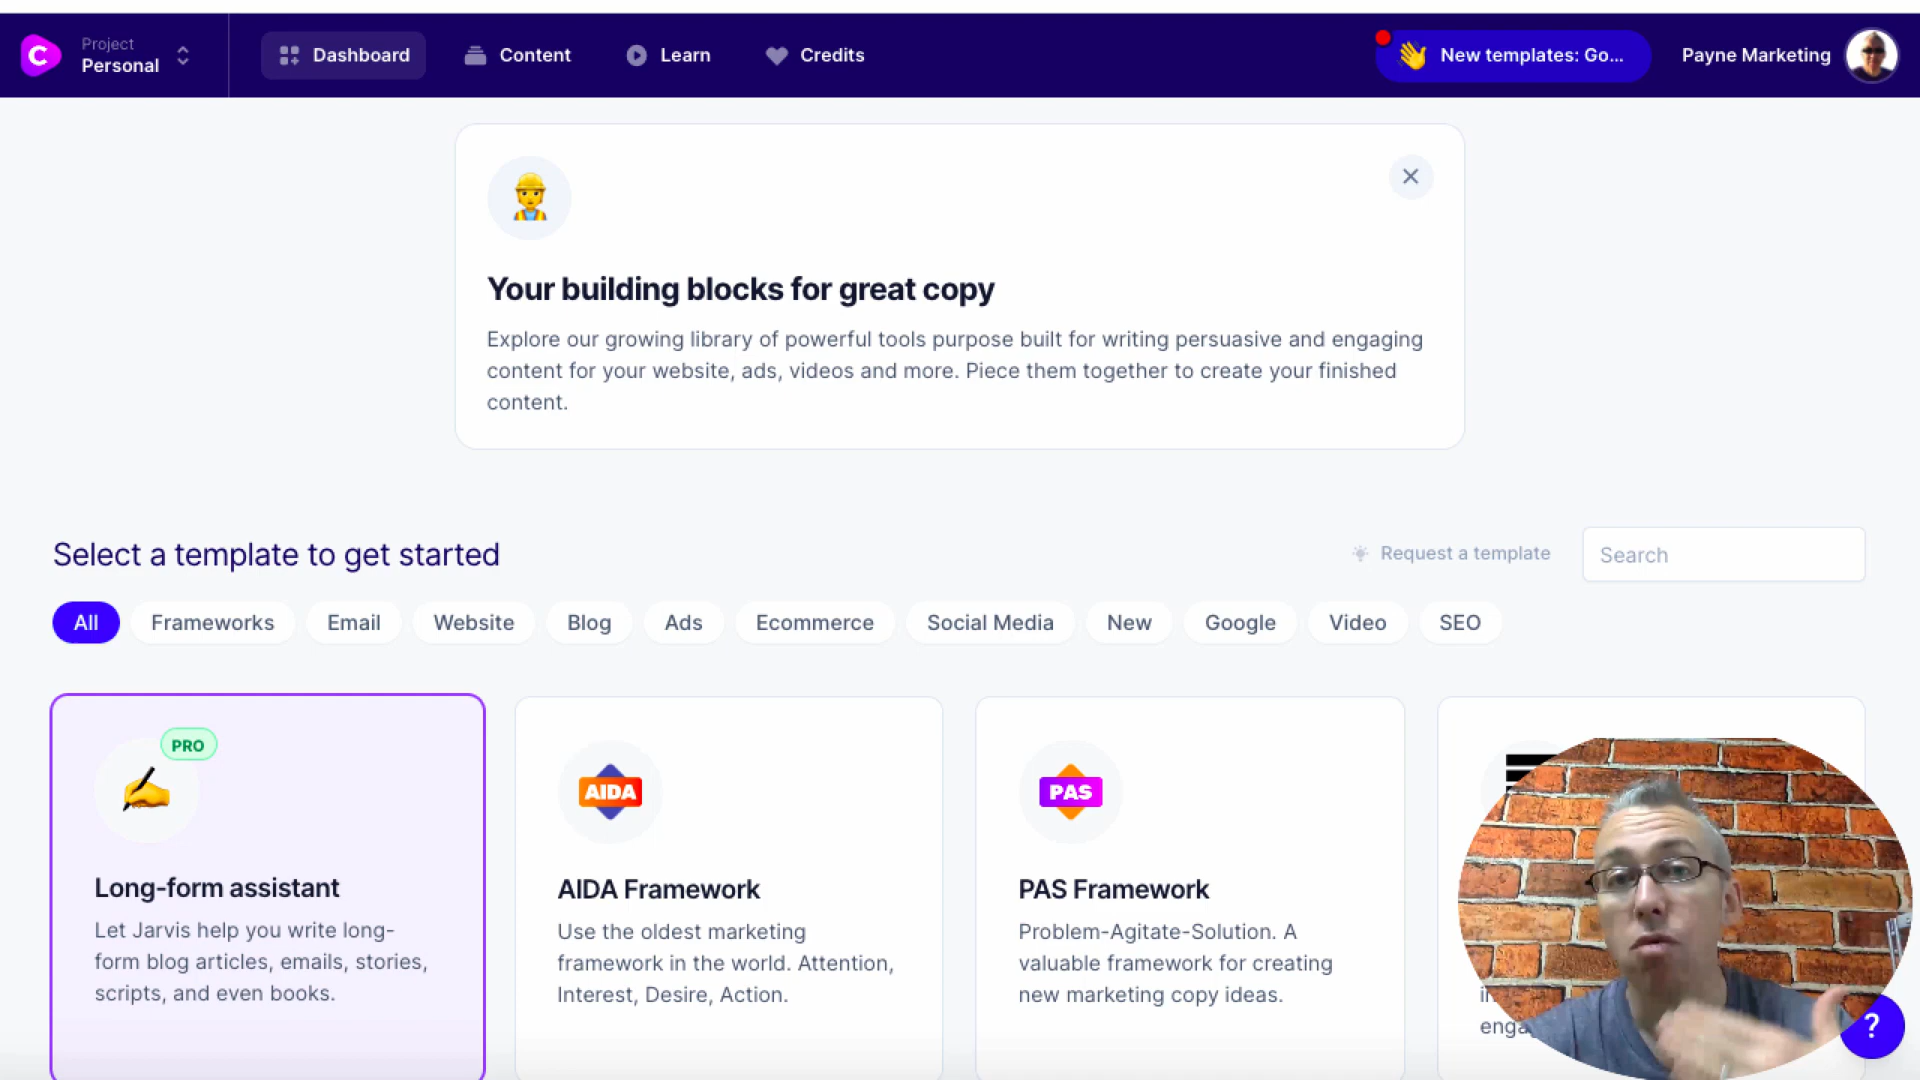 C
Project
Personal
Dashboard
Content
Learn
Credits
New templates: Go...
Payne Marketing
Your building blocks for great copy
Explore our growing library of powerful tools purpose built for writing persuasive and engaging
content for your website, ads, videos and more. Piece them together to create your finished
content.
Select a template to get started
Request a template
Search
All
Frameworks
Email
Website
Blog
Ads
Ecommerce
Social Media
New
Google
Video
SEO
PRO
Long-form assistant
Let Jarvis help you write long-
form blog articles, emails, stories,
scripts, and even books.
AIDA
AIDA Framework
Use the oldest marketing
framework in the world. Attention,
Interest, Desire, Action.
PAS
PAS Framework
Problem-Agitate-Solution. A
valuable framework for creating
new marketing copy ideas.
?